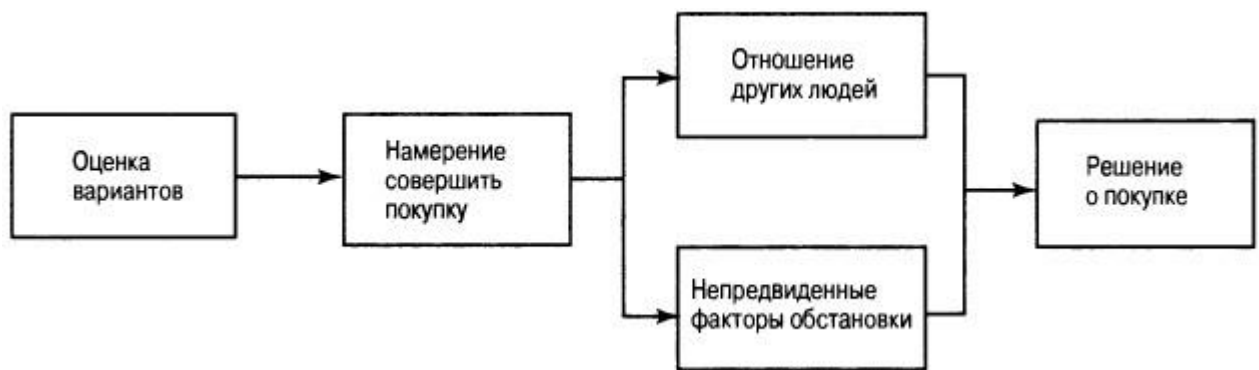 Оценка
вариантов
Намерение
совершить
покупку
Отношение
других людей
Непредвиденные
факторы обстановки
Решение
о покупке